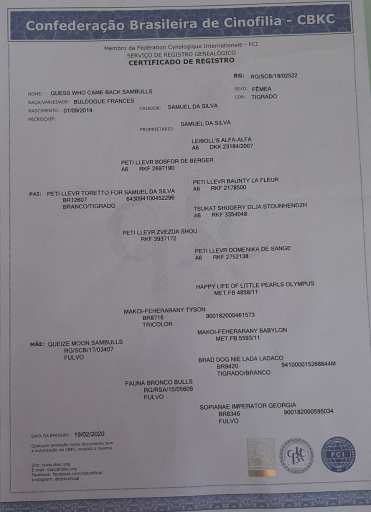 Confederação Brasileira de Cinofilia - CBKC
Membro da Fédération Cynologique Internationale - FCI
SERVIÇO DE REGISTRO GENEALÓGICO
CERTIFICADO DE REGISTRO
RG: RG/SCB/19/02522
NOME: GUESS WHO CAME BACK SAMBULLS SEXO: FÊMEA
RAÇA/VARIEDADE: BULDOGUE FRANCES COR: TIGRADO
NASCIMENTO: 01/09/2019 CRIADOR: SAMUEL DA SILVA
MICROCHIP:
PROPRIETÁRIO: SAMUEL DA SILVA
LEIBOLL'S ALFA-ALFA
A6 DKK 23184/2007
PETI LLEVR BOSFOR DE BERGER
A6 RKF 2697190
PETI LLEVR BAUNTY LA FLEUR
A6 RKF 2178500
PAI: PETI LLEVR TORETTO FOR SAMUEL DA SILVA
BR12607 643094100452296
BRANCO/TIGRADO
TSUKAT SHUGERY DLJA STOUNHENDZH
A6 RKF 3354048
PETI LLEVR ZVEZDA SHOU
RKF 3937172
PETI LLEVR DOMENIKA DE SANGE
A6 RKF 2752138
HAPPY LIFE OF LITTLE PEARLS OLYMPUS
MET.FB 4858/11
MAKOI-FEHERARANY TYSON
BR8716 900182000461573
TRICOLOR
MAKOI-FEHERARANY BABYLON
MET.FB 5593/11
MÃE: QUEIZE MOON SAMBULLS
RG/SCB/17/03407
FULVO
BRAD DOG NIE LADA LADACO
BR9420 941000015268844M
TIGRADO/BRANCO
FAUNA BRONCO BULLS
RG/RSA/15/05609
FULVO
SOPIANAE IMPERATOR GEORGIA
BR8346 900182000595034
FULVO
DATA DA EMISSÃO: 19/02/2020
Qualquer anotação neste documento sem
a autorização da CBKC invalida o mesmo
Site: www.cbkc.org
E-mail: cbkc@cbkc.org
Facebook: facebook.com/cbkcoficial
Instagram: @cbkcoficial
CBKC
FCI